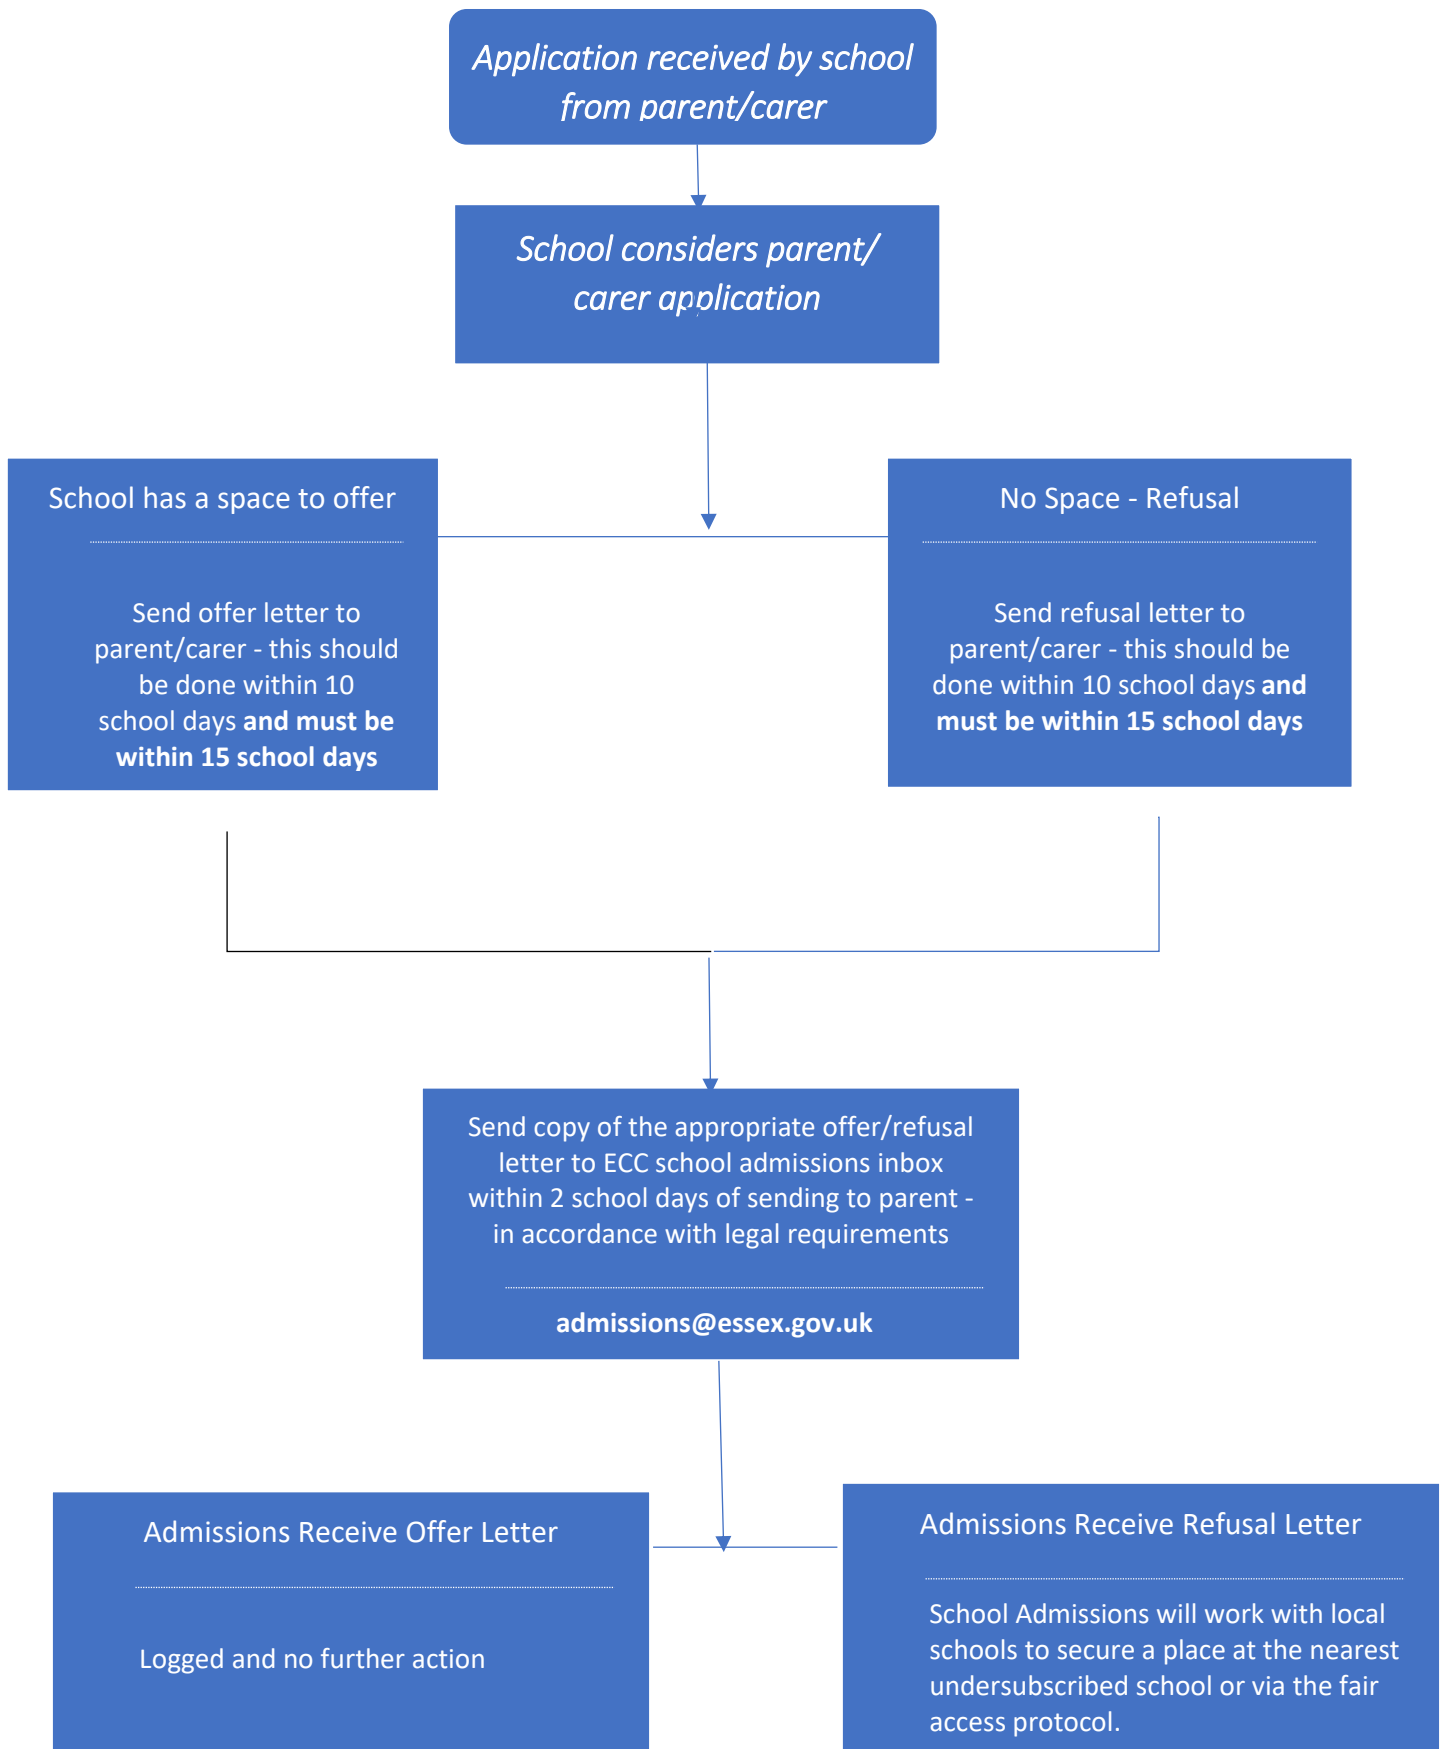 Application received by school
from parent/carer
School considers parent/
carer application
School has a space to offer
Send offer letter to
parent/carer - this should
be done within 10
school days and must be
within 15 school days
No Space - Refusal
Send refusal letter to
parent/carer - this should be
done within 10 school days and
must be within 15 school days
Send copy of the appropriate offer/refusal
letter to ECC school admissions inbox
within 2 school days of sending to parent -
in accordance with legal requirements
admissions@essex.gov.uk
Admissions Receive Offer Letter
Logged and no further action
Admissions Receive Refusal Letter
School Admissions will work with local
schools to secure a place at the nearest
undersubscribed school or via the fair
access protocol.